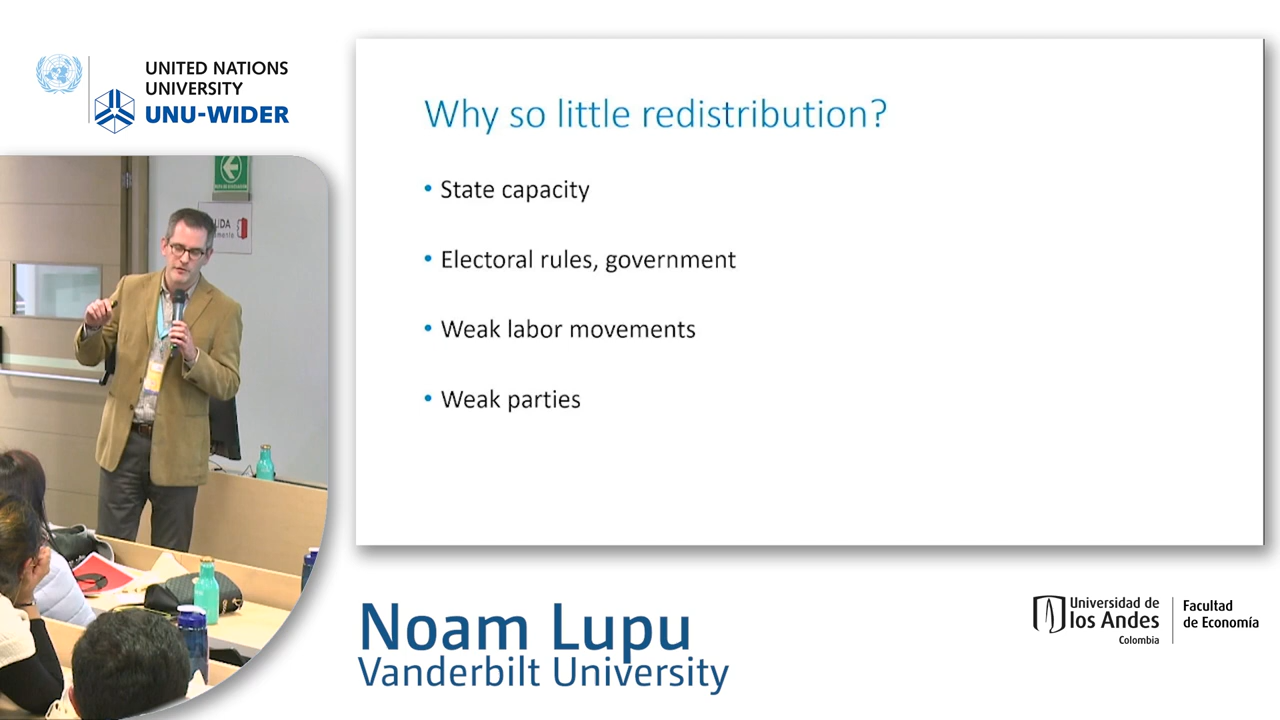 UNITED NATIONS
UNIVERSITY
UNU-WIDER
Why so little redistribution?
• State capacity
• Electoral rules, government
• Weak labor movements
• Weak parties
Noam Lupu
Vanderbilt University
Universidad de
los Andes
Colombia
Facultad
de Economía